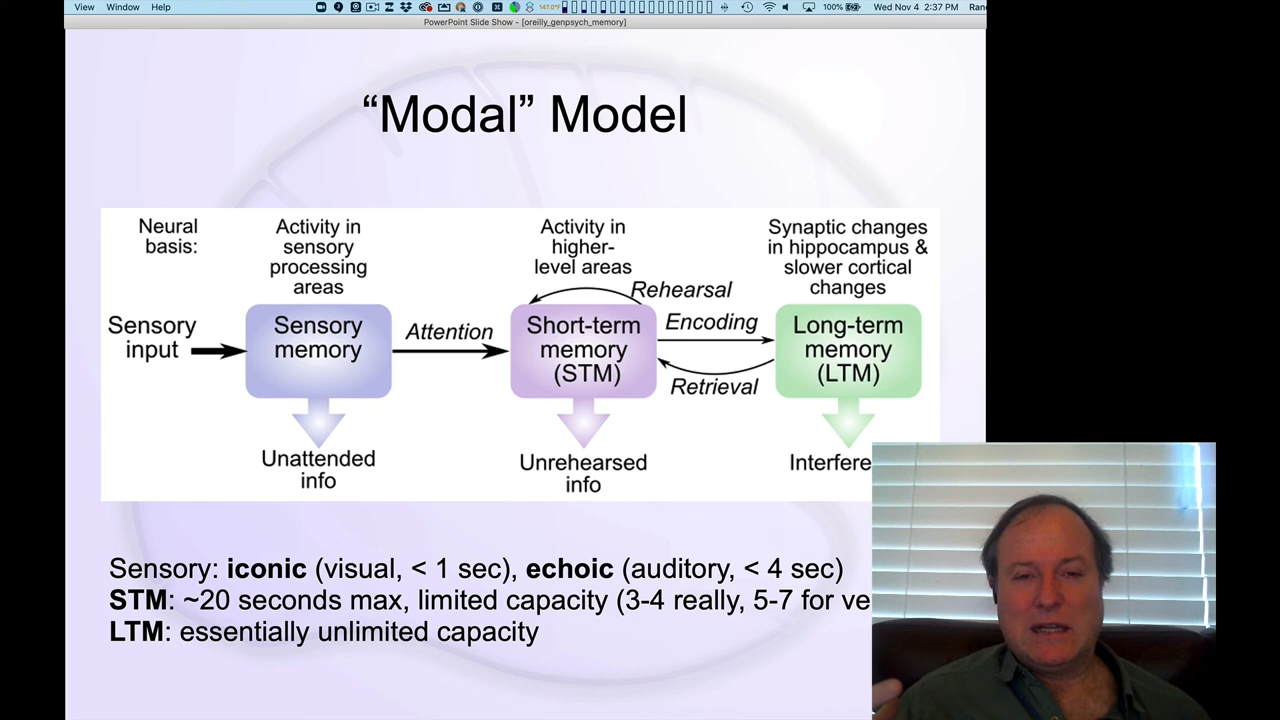 View Window Help 147.0°F 100% Wed Nov 4 2:37 PM
PowerPoint Slide Show - [oreilly_genpsych_memory]
“Modal” Model
Neural
basis:
Activity in
sensory
processing
areas
Activity in
higher-
level areas
Synaptic changes
in hippocampus &
slower cortical
changes
Rehearsal
Sensory
input
Sensory
memory
Attention
Short-term
memory
(STM)
Encoding
Retrieval
Long-term
memory
(LTM)
Unattended
info
Unrehearsed
info
Sensory: iconic (visual, < 1 sec), echoic (auditory, < 4 sec)
STM: ~20 seconds max, limited capacity (3-4 really, 5-7 for
LTM: essentially unlimited capacity